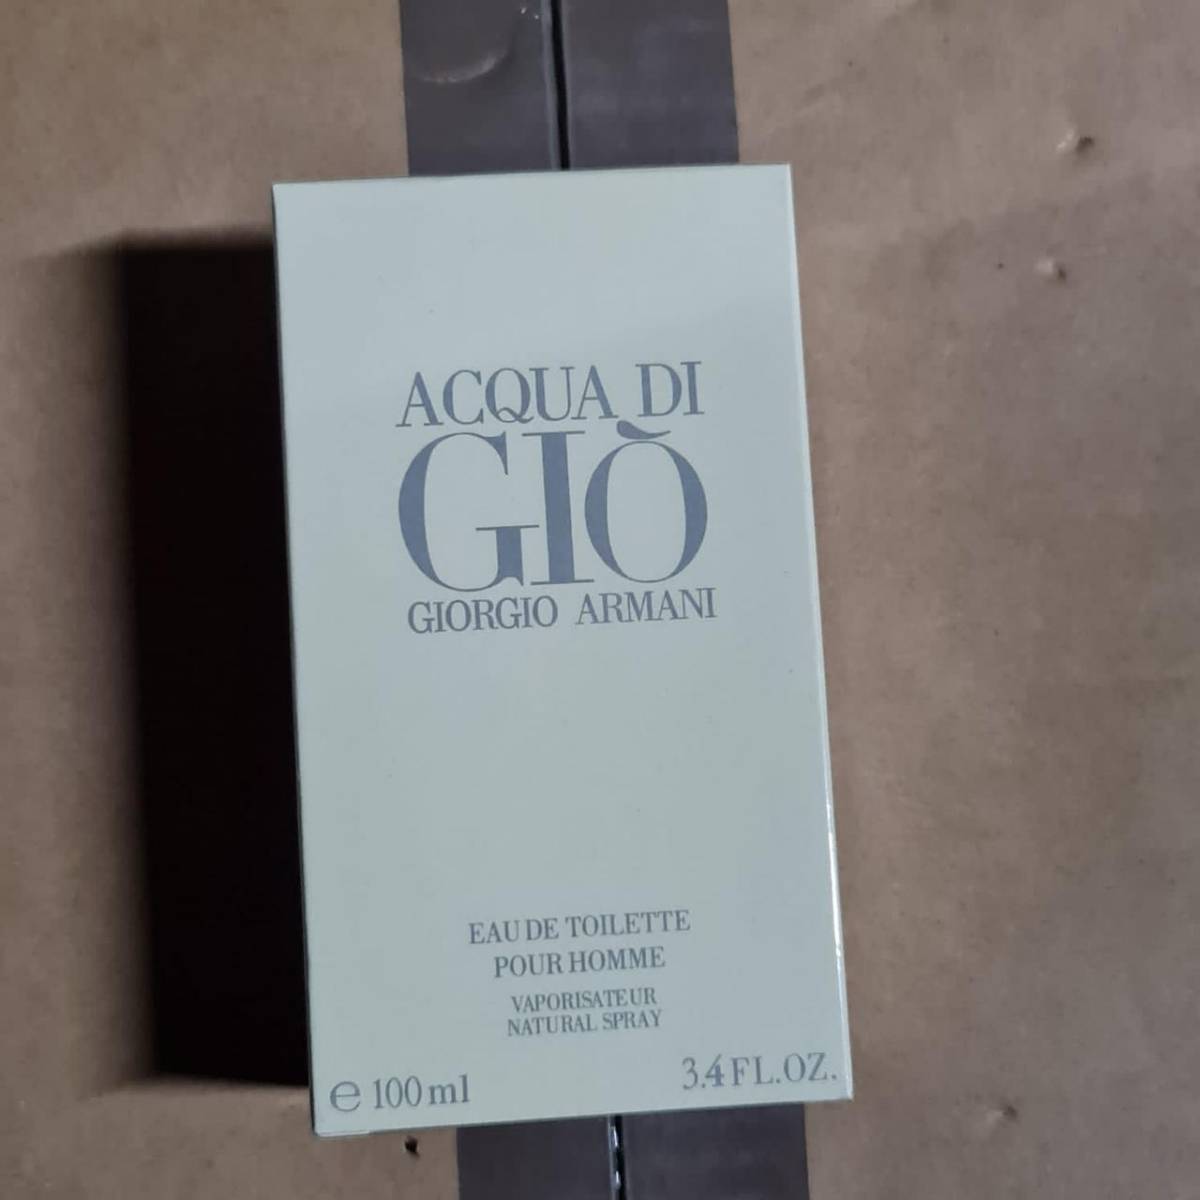 ACQUA DI
GIÒ
GIORGIO ARMANI
EAU DE TOILETTE
POUR HOMME
VAPORISATEUR
NATURAL SPRAY
℮ 100 ml 3.4 FL.OZ.